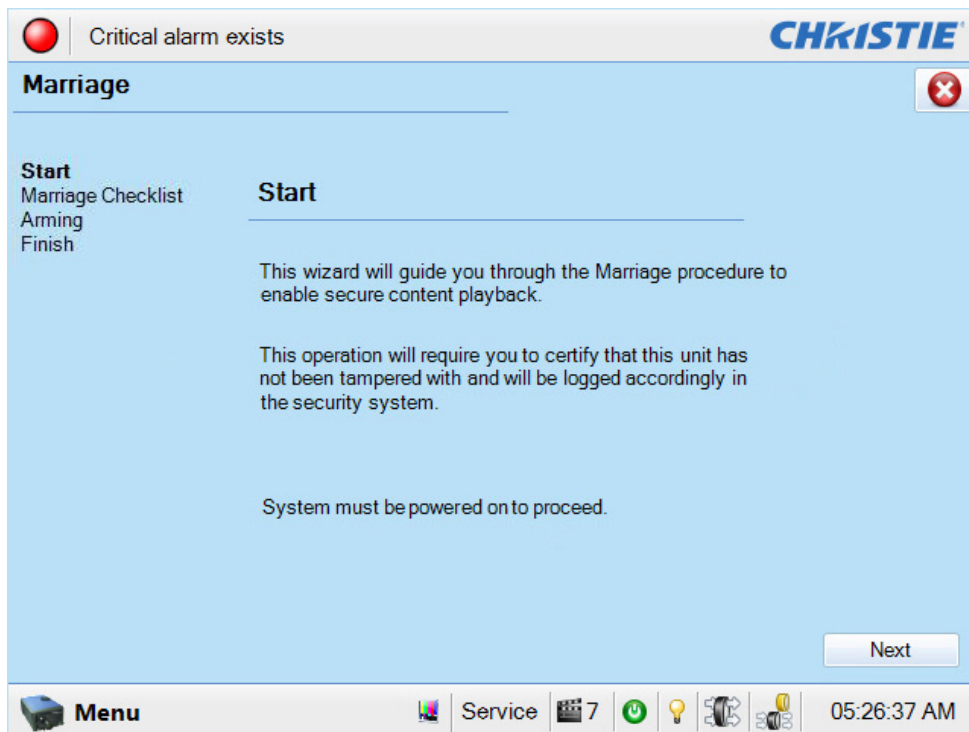 Critical alarm exists
CHRISTIE
Marriage
Start
Marriage Checklist
Arming
Finish
Start
This wizard will guide you through the Marriage procedure to
enable secure content playback.
This operation will require you to certify that this unit has
not been tampered with and will be logged accordingly in
the security system.
System must be powered on to proceed.
Next
Menu
Service
7
05:26:37 AM